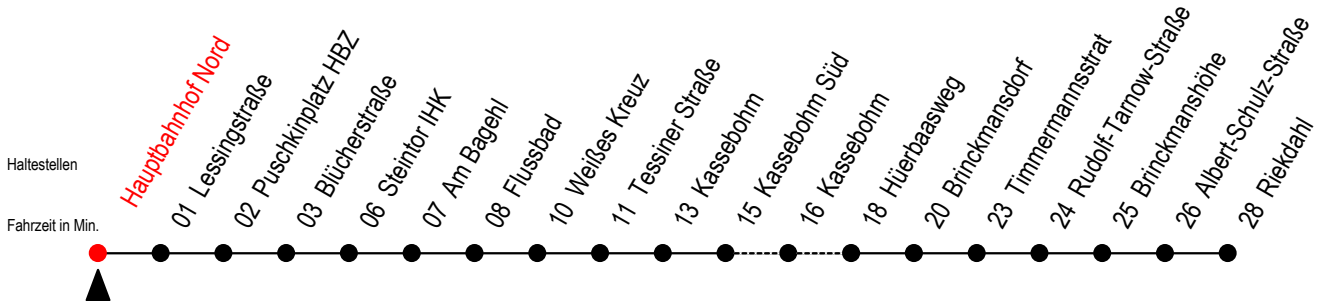 Haltestellen
Fahrzeit in Min.
Hauptbahnhof Nord
01 Lessingstraße
02 Puschkinplatz HBZ
03 Blücherstraße
06 Steintor IHK
07 Am Bagehl
08 Flussbad
10 Weißes Kreuz
11 Tessiner Straße
13 Kassebohm
15 Kassebohm Süd
16 Kassebohm
18 Hüerbaasweg
20 Brinckmansdorf
23 Timmermannsstrat
24 Rudolf-Tarnow-Straße
25 Brinckmanshöhe
26 Albert-Schulz-Straße
28 Riekdahl